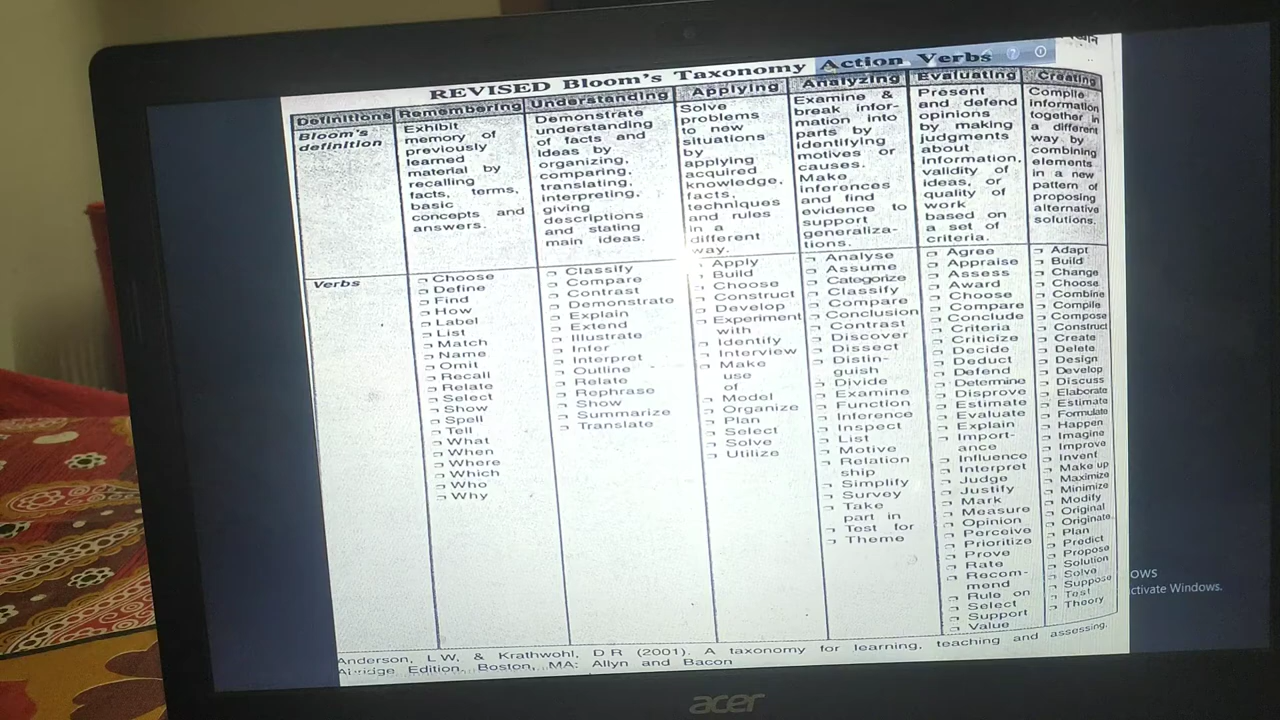 REVISED Bloom's Taxonomy Action Verbs
Definitions
Remembering
Understanding
Applying
Analyzing
Evaluating
Creating
Bloom's
definition
Exhibit
memory of
previously
learned
material by
recalling
facts, terms,
basic
concepts and
answers.
Demonstrate
understanding
of facts and
ideas by
organizing,
comparing,
translating,
interpreting,
giving
descriptions
and stating
main ideas.
Solve
problems
to new
situations
by
applying
acquired
knowledge,
facts,
techniques
and rules
in a
different
way.
Examine &
break infor-
mation into
parts by
identifying
motives or
causes.
Make
inferences
and find
evidence to
support
generaliza-
tions.
Present
and defend
opinions
by making
judgments
about
information,
validity of
ideas, or
quality of
work
based on
a set of
criteria.
Compile
information
together in
a different
way by
combining
elements
in a new
pattern of
proposing
alternative
solutions.
Verbs
Choose
Define
Find
How
Label
List
Match
Name
Omit
Recall
Relate
Select
Show
Spell
Tell
What
When
Where
Which
Who
Why
Classify
Compare
Contrast
Demonstrate
Explain
Extend
Illustrate
Infer
Interpret
Outline
Relate
Rephrase
Show
Summarize
Translate
Apply
Build
Choose
Construct
Develop
Experiment
with
Identify
Interview
Make
use
of
Model
Organize
Plan
Select
Solve
Utilize
Analyse
Assume
Categorize
Classify
Compare
Conclusion
Contrast
Discover
Dissect
Distin-
guish
Divide
Examine
Function
Inference
Inspect
List
Motive
Relation
ship
Simplify
Survey
Take
part in
Test for
Theme
Agree
Appraise
Assess
Award
Choose
Compare
Conclude
Criteria
Criticize
Decide
Deduct
Defend
Determine
Disprove
Estimate
Evaluate
Explain
Import-
ance
Influence
Interpret
Judge
Justify
Mark
Measure
Opinion
Perceive
Prioritize
Prove
Rate
Recom-
mend
Rule on
Select
Support
Value
Adapt
Build
Change
Choose
Combine
Compile
Compose
Construct
Create
Delete
Design
Develop
Discuss
Elaborate
Estimate
Formulate
Happen
Imagine
Improve
Invent
Make up
Maximize
Minimize
Modify
Original
Originate
Plan
Predict
Propose
Solution
Solve
Suppose
Test
Theory
Anderson, L W, & Krathwohl, D R (2001). A taxonomy for learning, teaching and assessing,
Abridge Edition. Boston, MA: Allyn and Bacon
ows
ctivate Windows.
acer